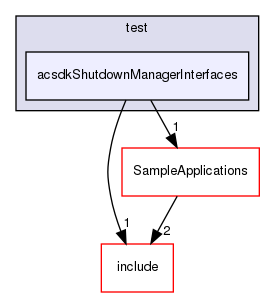 test
acsdkShutdownManagerInterfaces
1
SampleApplications
1
2
include